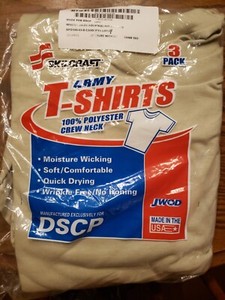 SKILCRAFT
3
PACK
ARMY
T-SHIRTS
100% POLYESTER
CREW NECK
• Moisture Wicking
• Soft/Comfortable
• Quick Drying
• Wrinkle Free/No Ironing
JWOD
MANUFACTURED EXCLUSIVELY FOR
DSCP
MADE IN THE
USA